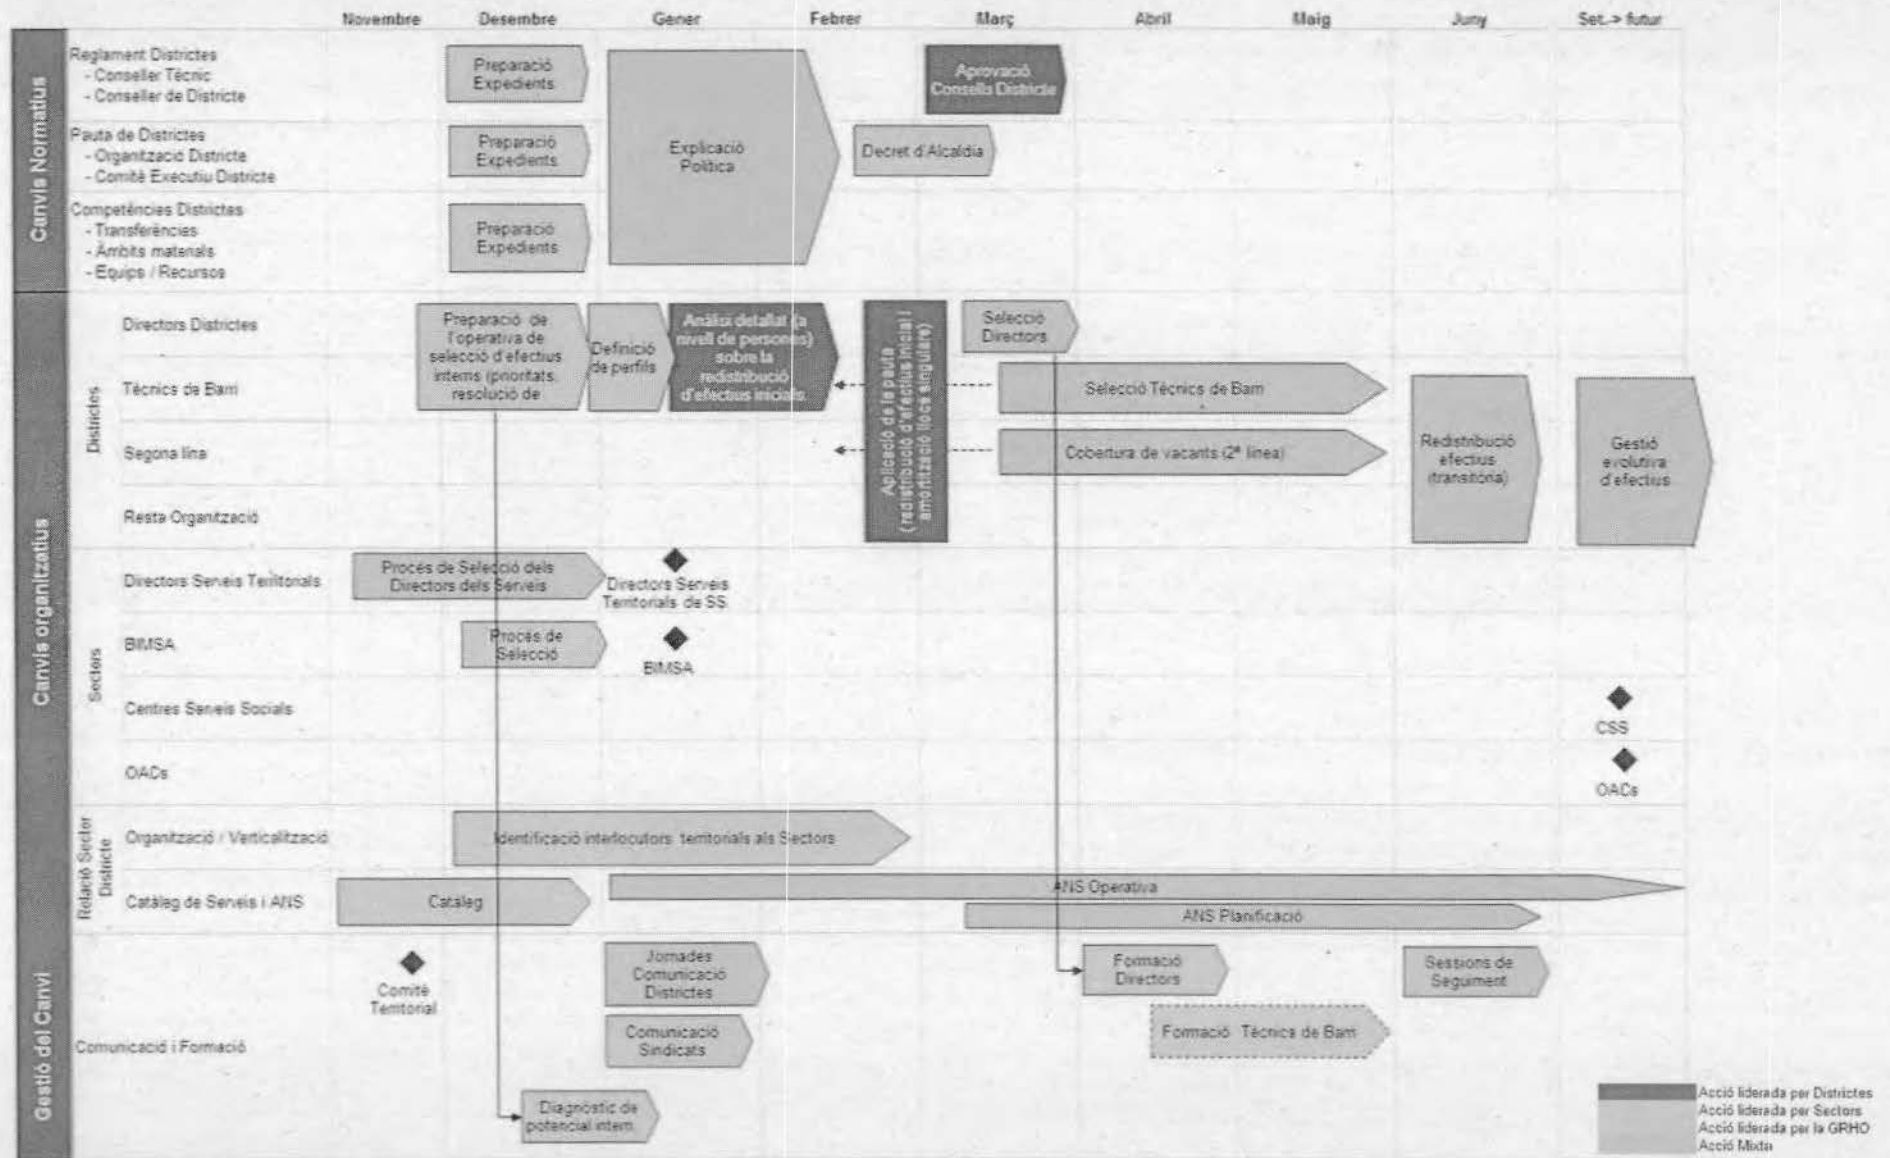 Novembre Desembre Gener Febrer Març Abril Maig Juny Set.-> futur
Canvis Normatius
Reglament Districtes
- Conseller Tècnic
- Conseller de Districte
Preparació
Expedients
Explicació
Política
Aprovació
Consells Districte
Pauta de Districtes
- Organització Districte
- Comitè Executiu Districte
Preparació
Expedients
Decret d'Alcaldia
Competències Districtes
- Transferències
- Àmbits materials
- Equips / Recursos
Preparació
Expedients
Canvis organitzatius
Districtes
Directors Districtes
Tècnics de Barri
Segona lína
Resta Organització
Preparació de
l'operativa de
selecció d'efectius
interns (prioritats,
resolució de
Definició
de perfils
Anàlisi detallat (a
nivell de persones)
sobre la
redistribució
d'efectius inicials.
Aplicació de la pauta
(redistribució d'efectius inicial i
amortització llocs singulars)
Selecció
Directors
Selecció Tècnics de Barri
Cobertura de vacants (2ª línea)
Redistribució
efectius
(transitòria)
Gestió
evolutiva
d'efectius
Sectors
Directors Serveis Territorials
Procés de Selecció dels
Directors dels Serveis
Directors Serveis
Territorials de SS.
BIMSA
Procés de
Selecció
BIMSA
Centres Serveis Socials
CSS
OACs
OACs
Relació Sector
Districte
Organització / Verticalització
Identificació interlocutors territorials als Sectors
Catàleg de Serveis i ANS
Catàleg
ANS Operativa
ANS Planificació
Gestió del Canvi
Comunicació i Formació
Comitè
Territorial
Jornades
Comunicació
Districtes
Comunicació
Sindicats
Diagnòstic de
potencial intern.
Formació
Directors
Formació Tècnics de Barri
Sessions de
Seguiment
Acció liderada per Districtes
Acció liderada per Sectors
Acció liderada per la GRHO
Acció Mixta